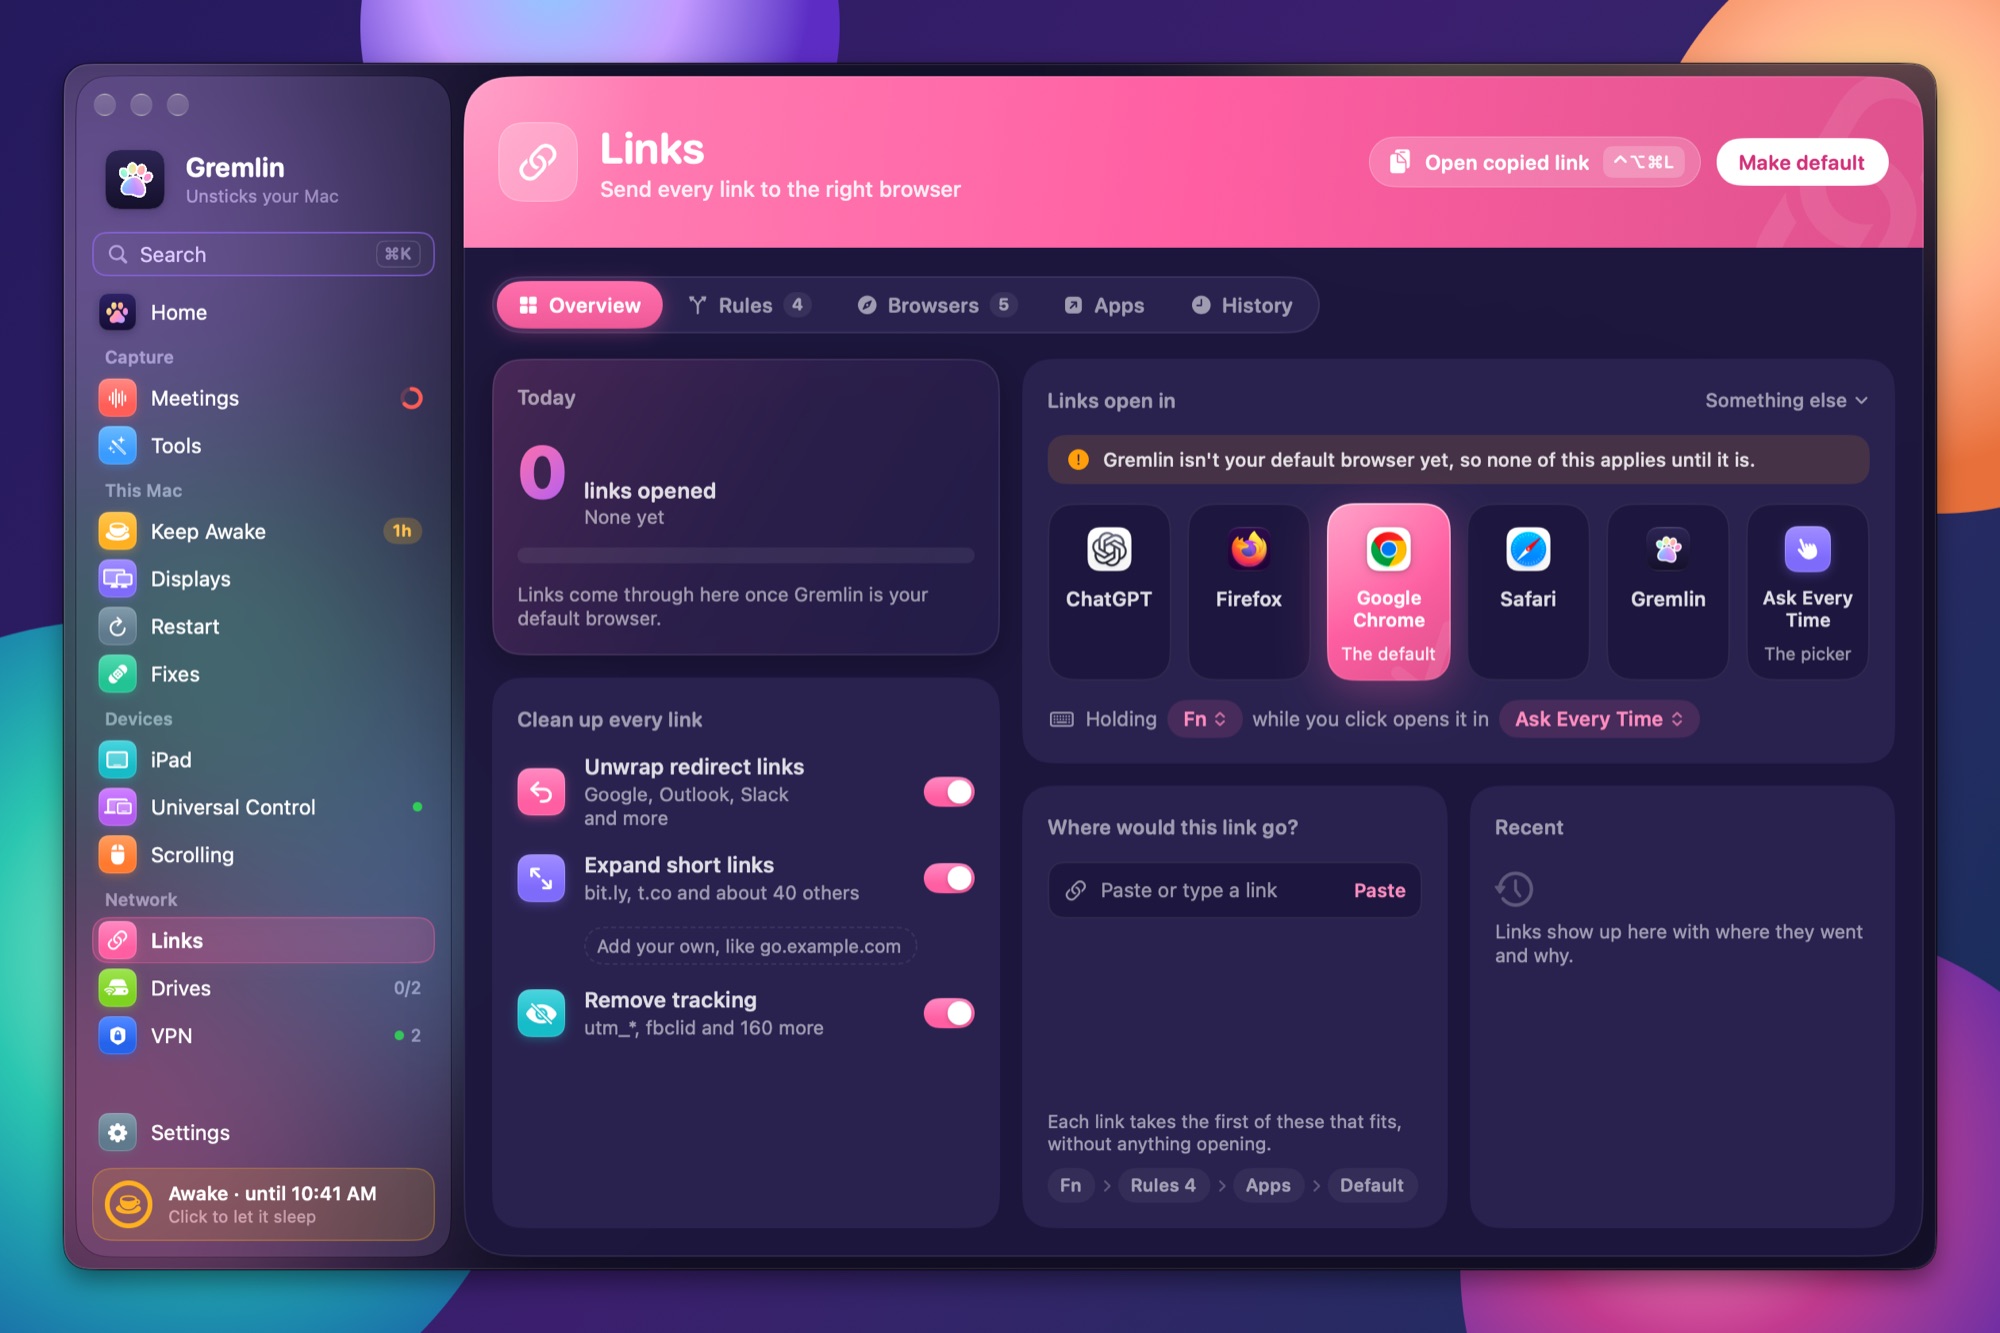 Gremlin
Unsticks your Mac
Search
⌘K
Home
Capture
Meetings
Tools
This Mac
Keep Awake
1h
Displays
Restart
Fixes
Devices
iPad
Universal Control
Scrolling
Network
Links
Drives
0/2
VPN
2
Settings
Awake · until 10:41 AM
Click to let it sleep
Links
Send every link to the right browser
Open copied link
⌃⌥⌘L
Make default
Overview
Rules 4
Browsers 5
Apps
History
Today
0
links opened
None yet
Links come through here once Gremlin is your
default browser.
Clean up every link
Unwrap redirect links
Google, Outlook, Slack
and more
Expand short links
bit.ly, t.co and about 40 others
Add your own, like go.example.com
Remove tracking
utm_*, fbclid and 160 more
Links open in
Something else
Gremlin isn't your default browser yet, so none of this applies until it is.
ChatGPT
Firefox
Google
Chrome
The default
Safari
Gremlin
Ask Every
Time
The picker
Holding Fn while you click opens it in Ask Every Time
Where would this link go?
Paste or type a link
Paste
Each link takes the first of these that fits,
without anything opening.
Fn > Rules 4 > Apps > Default
Recent
Links show up here with where they went
and why.